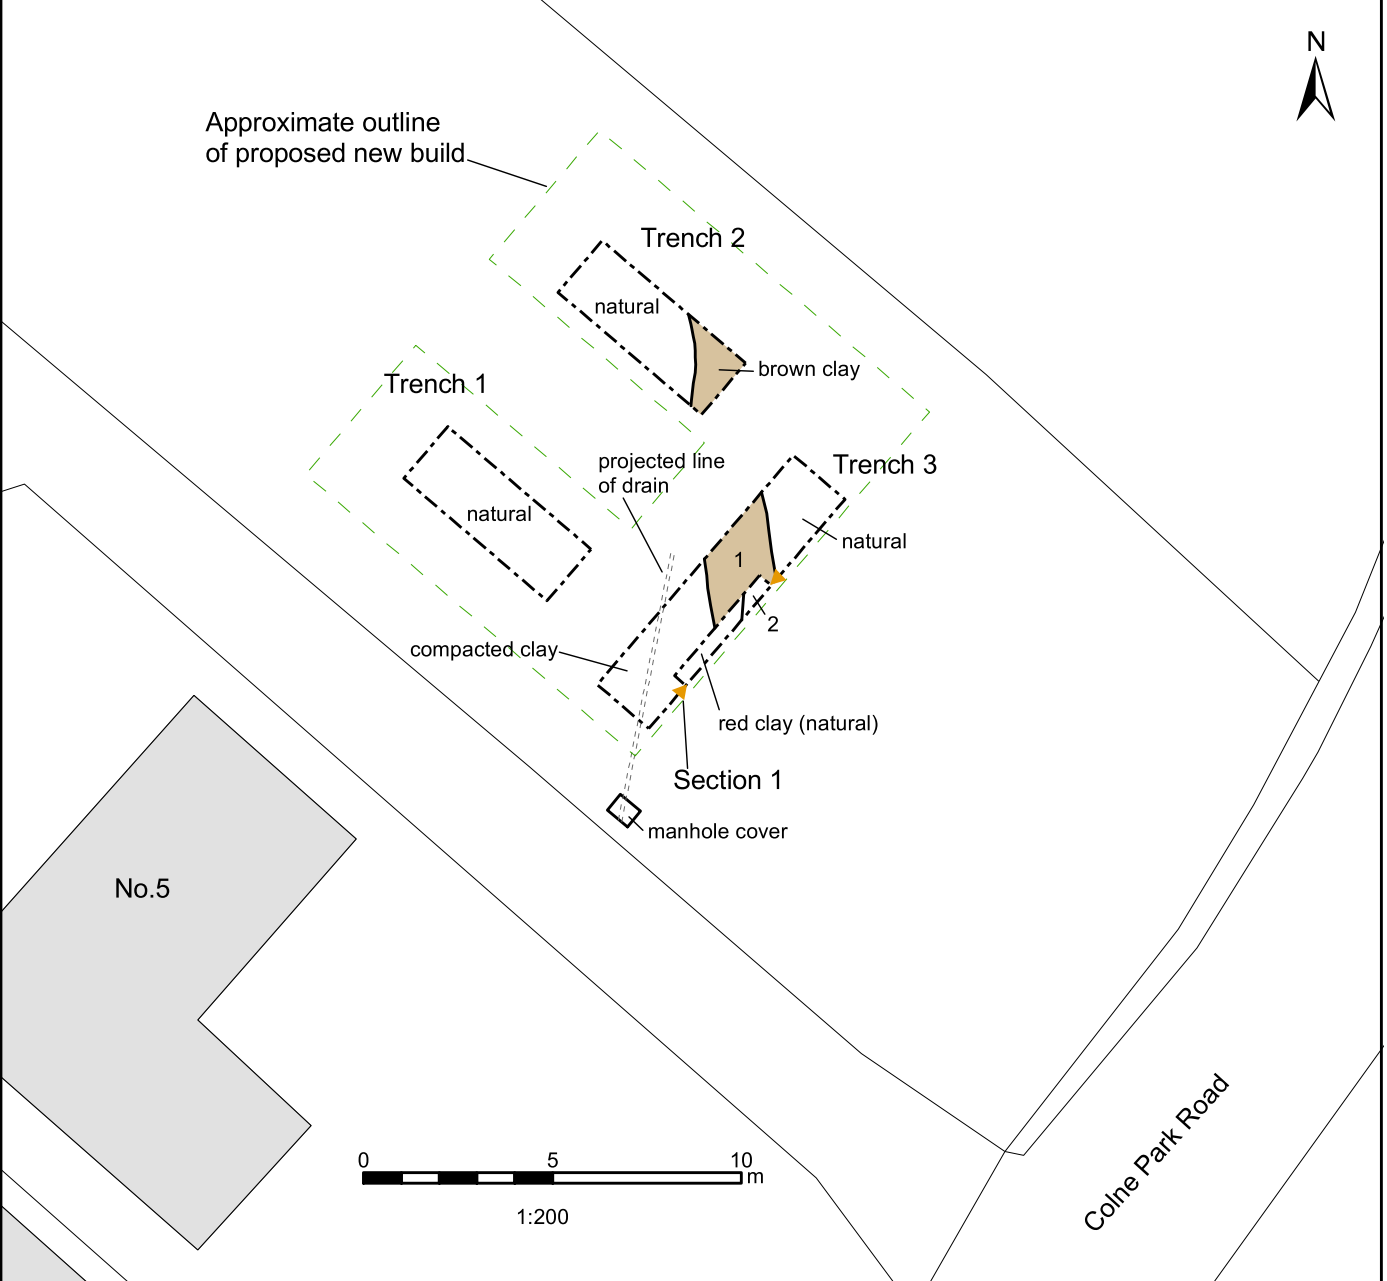 N
Approximate outline
of proposed new build
Trench 2
natural
brown clay
Trench 1
natural
projected line
of drain
Trench 3
natural
1
2
compacted clay
red clay (natural)
Section 1
manhole cover
No.5
Colne Park Road
0 5 10
m
1:200